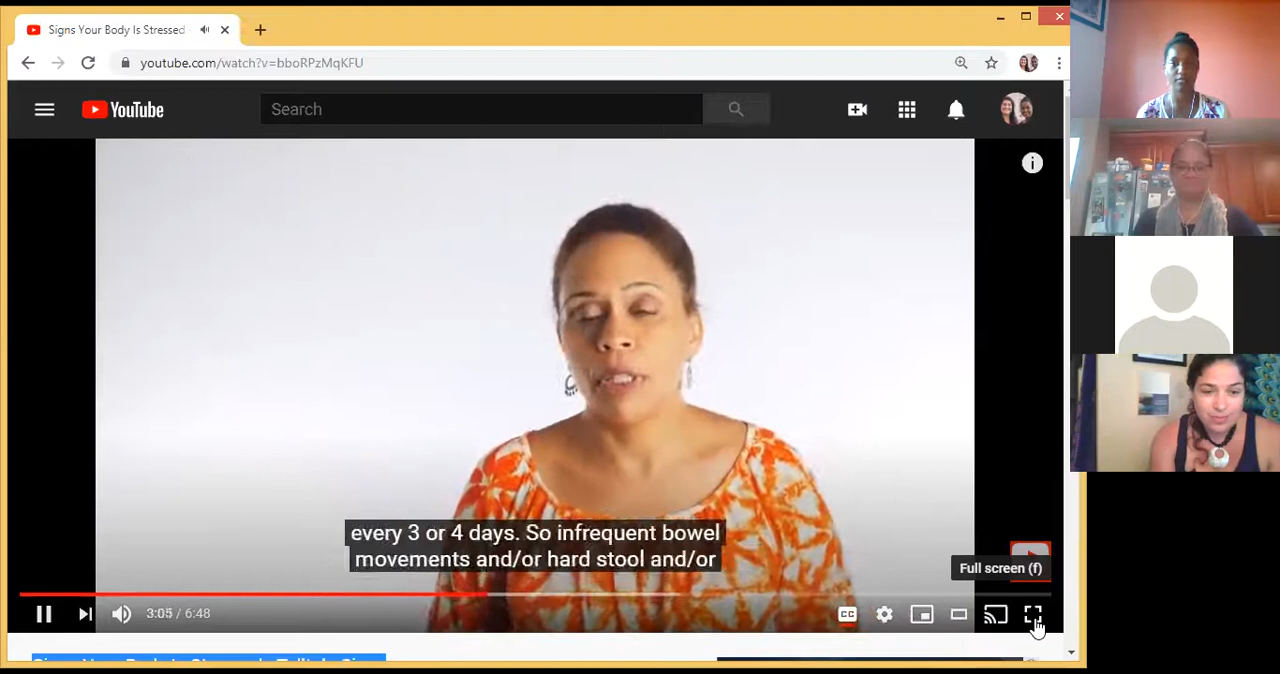 Signs Your Body Is Stressed
youtube.com/watch?v=bboRPzMqKFU
YouTube
Search
every 3 or 4 days. So infrequent bowel
movements and/or hard stool and/or
Full screen (f)
3:05 / 6:48
CC